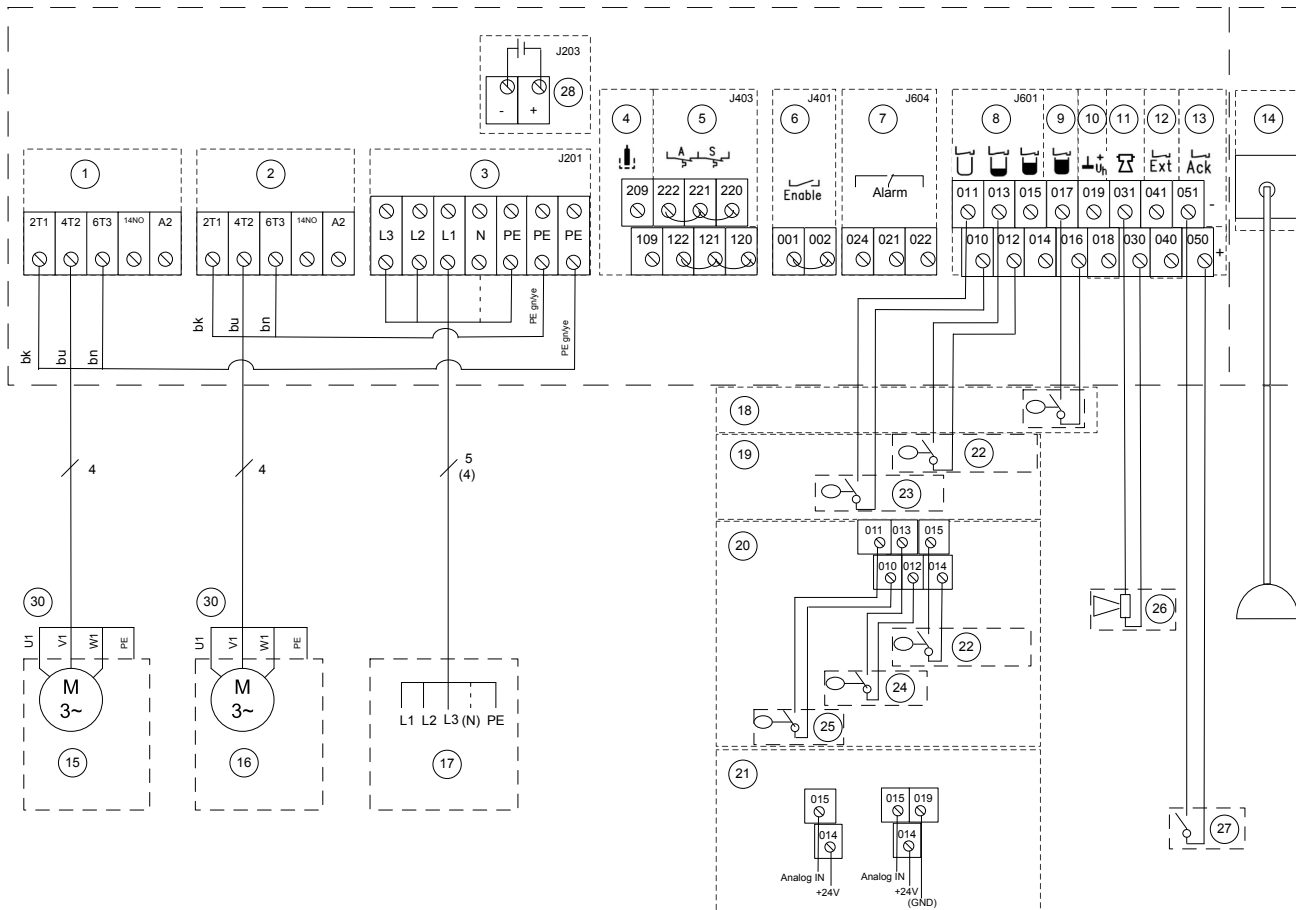 J203
28
- +
J403
J401
J604
J601
4
5
6
7
8
9
10
11
12
13
14
1
2
J201
3
A S
Enable
Alarm
+
Uh
Ext
Ack
2T1 4T2 6T3 14NO A2
2T1 4T2 6T3 14NO A2
L3 L2 L1 N PE PE PE
209 222 221 220
109 122 121 120
001 002
024 021 022
011 013 015 017 019 031 041 051 -
010 012 014 016 018 030 040 050 +
bk
bu
bn
bk
bu
bn
PE gn/ye
PE gn/ye
18
19
22
23
4
4
5
(4)
20
011 013 015
010 012 014
22
24
25
26
30
U1 V1 W1 PE
M
3~
15
30
U1 V1 W1 PE
M
3~
16
L1 L2 L3 (N) PE
17
21
015
014
Analog IN
+24V
015 019
014
Analog IN
+24V
(GND)
27